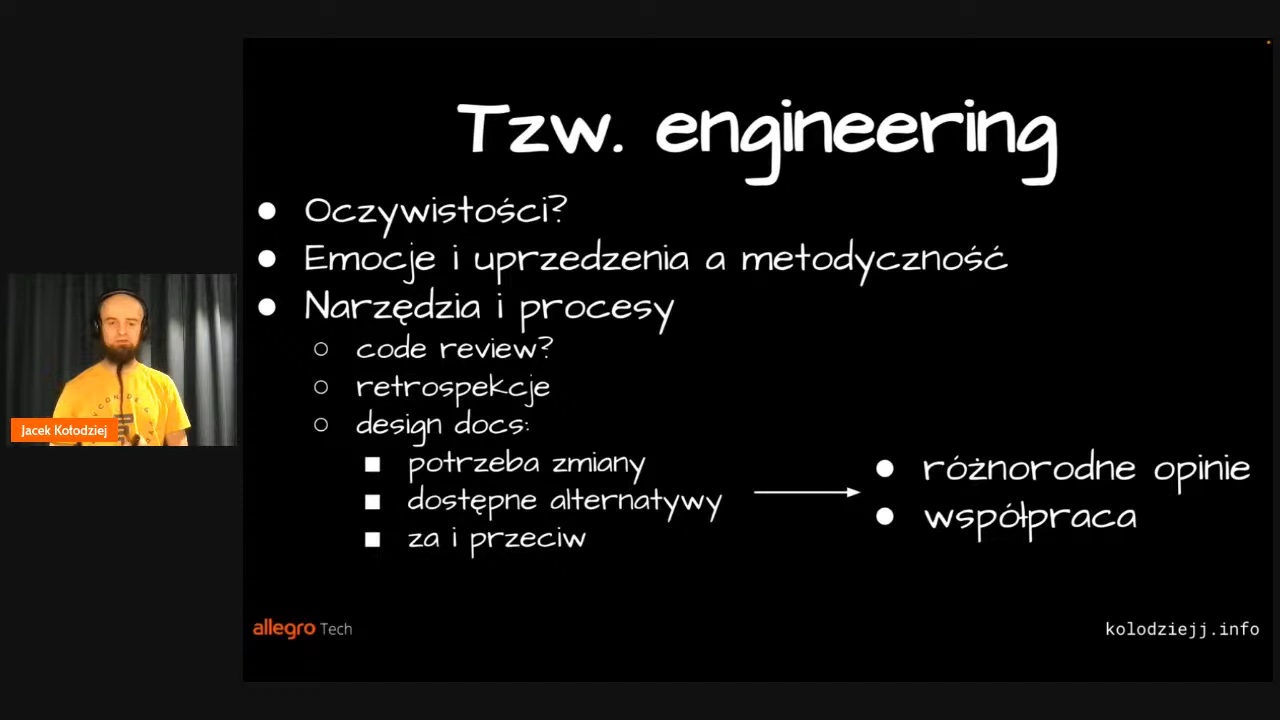 Tzw. engineering
Oczywistości?
Emocje i uprzedzenia a metodyczność
Narzędzia i procesy
code review?
retrospekcje
design docs:
potrzeba zmiany
dostępne alternatywy
za i przeciw
różnorodne opinie
współpraca
Jacek Kołodziej
allegro Tech
kolodziejj.info